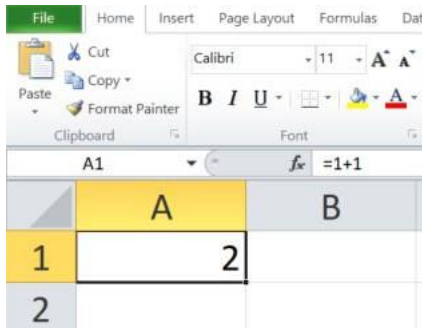 File Home Insert Page Layout Formulas Dat
Cut
Copy
Paste
Format Painter
Calibri 11 A A
B I U A
Clipboard Font
A1 fx =1+1
A B
1 2
2